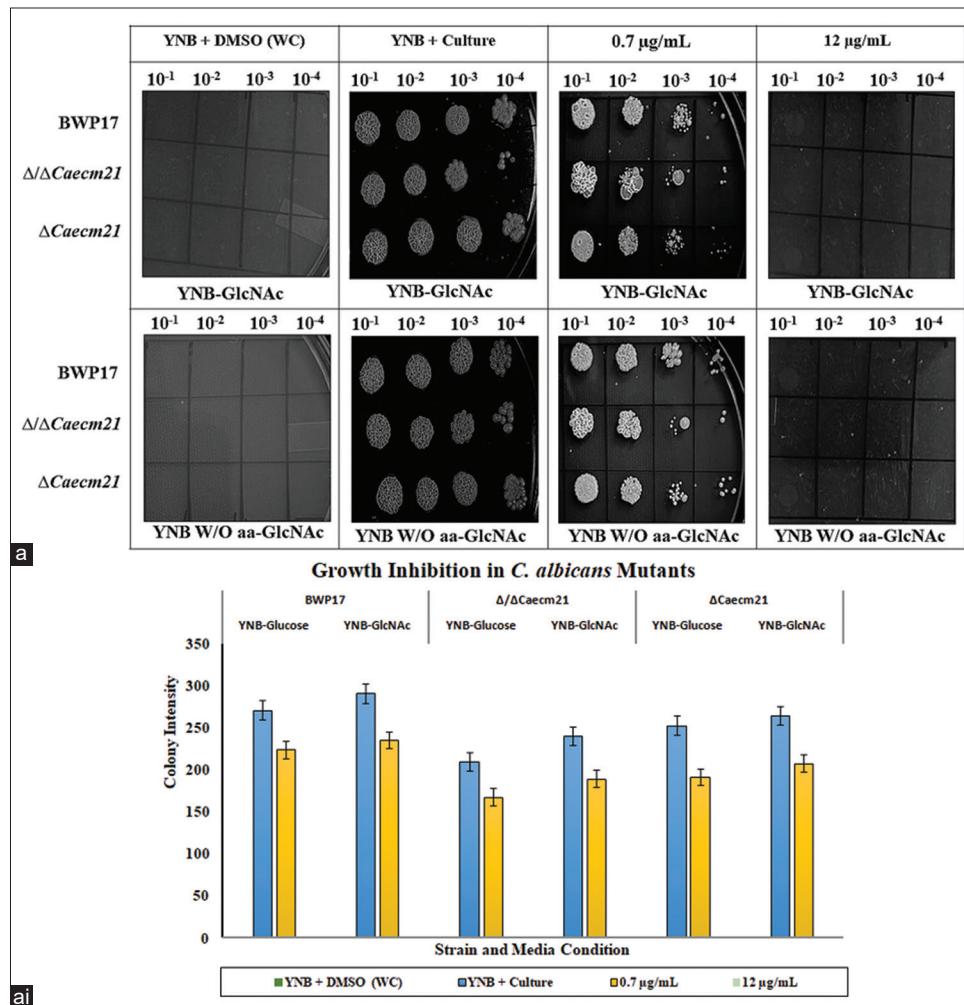 YNB + DMSO (WC) YNB + Culture 0.7 µg/mL 12 µg/mL
10-1 10-2 10-3 10-4 10-1 10-2 10-3 10-4 10-1 10-2 10-3 10-4 10-1 10-2 10-3 10-4
BWP17
Δ/ΔCaecm21
ΔCaecm21
YNB-GlcNAc YNB-GlcNAc YNB-GlcNAc YNB-GlcNAc
10-1 10-2 10-3 10-4 10-1 10-2 10-3 10-4 10-1 10-2 10-3 10-4 10-1 10-2 10-3 10-4
BWP17
Δ/ΔCaecm21
ΔCaecm21
YNB W/O aa-GlcNAc YNB W/O aa-GlcNAc YNB W/O aa-GlcNAc YNB W/O aa-GlcNAc
a
Growth Inhibition in C. albicans Mutants
BWP17 Δ/ΔCaecm21 ΔCaecm21
YNB-Glucose YNB-GlcNAc YNB-Glucose YNB-GlcNAc YNB-Glucose YNB-GlcNAc
350
300
250
200
150
100
50
0
Colony Intensity
Strain and Media Condition
YNB + DMSO (WC) YNB + Culture 0.7 µg/mL 12 µg/mL
ai